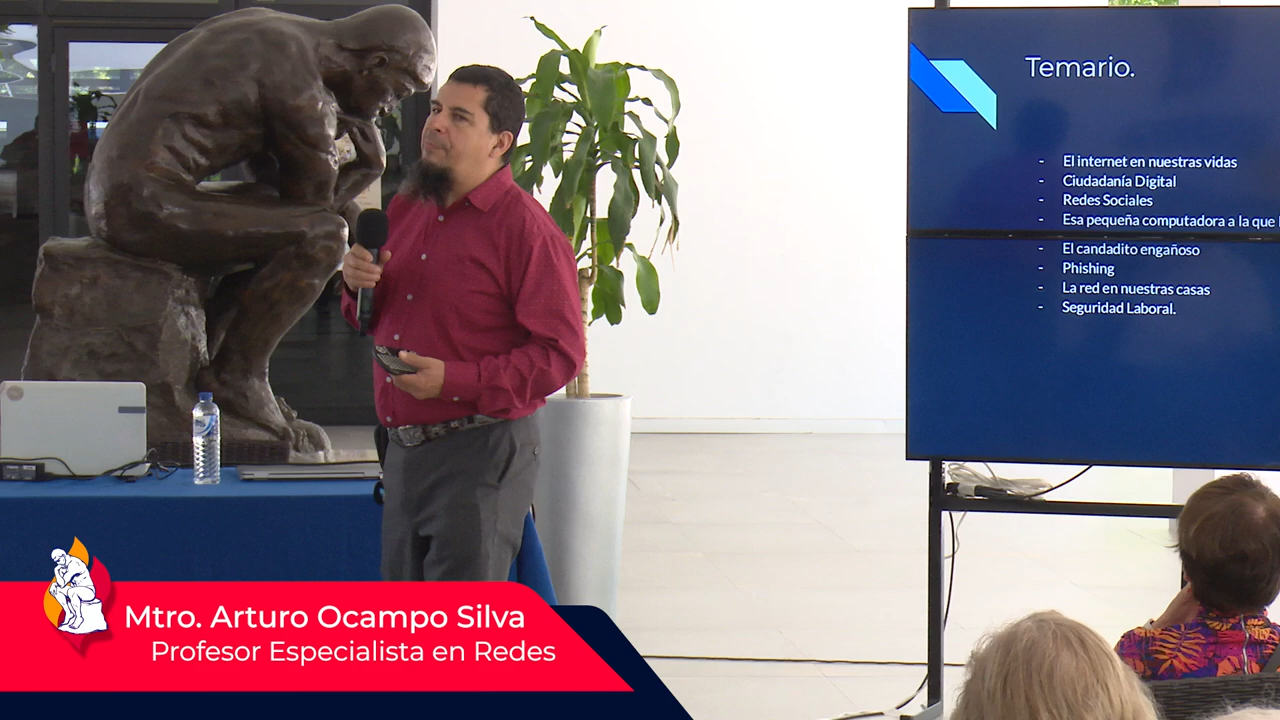 Temario.
- El internet en nuestras vidas
- Ciudadanía Digital
- Redes Sociales
- Esa pequeña computadora a la que
- El candadito engañoso
- Phishing
- La red en nuestras casas
- Seguridad Laboral.
Mtro. Arturo Ocampo Silva
Profesor Especialista en Redes